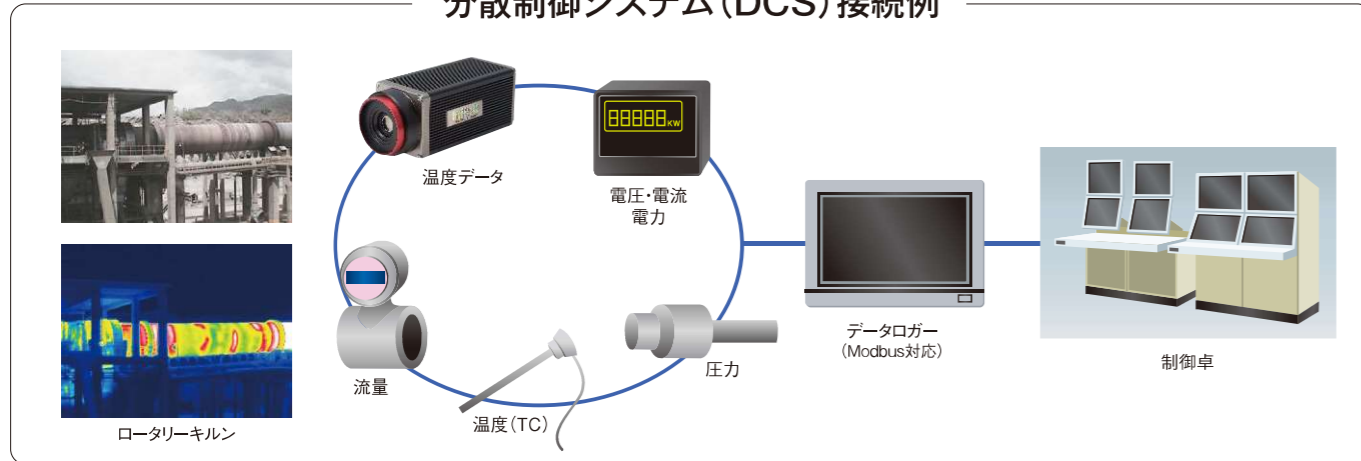 分散制御システム(DCS)接続例
温度データ
88888KW
電圧・電流
電力
流量
温度(TC)
圧力
データロガー
(Modbus対応)
制御卓
ロータリーキルン